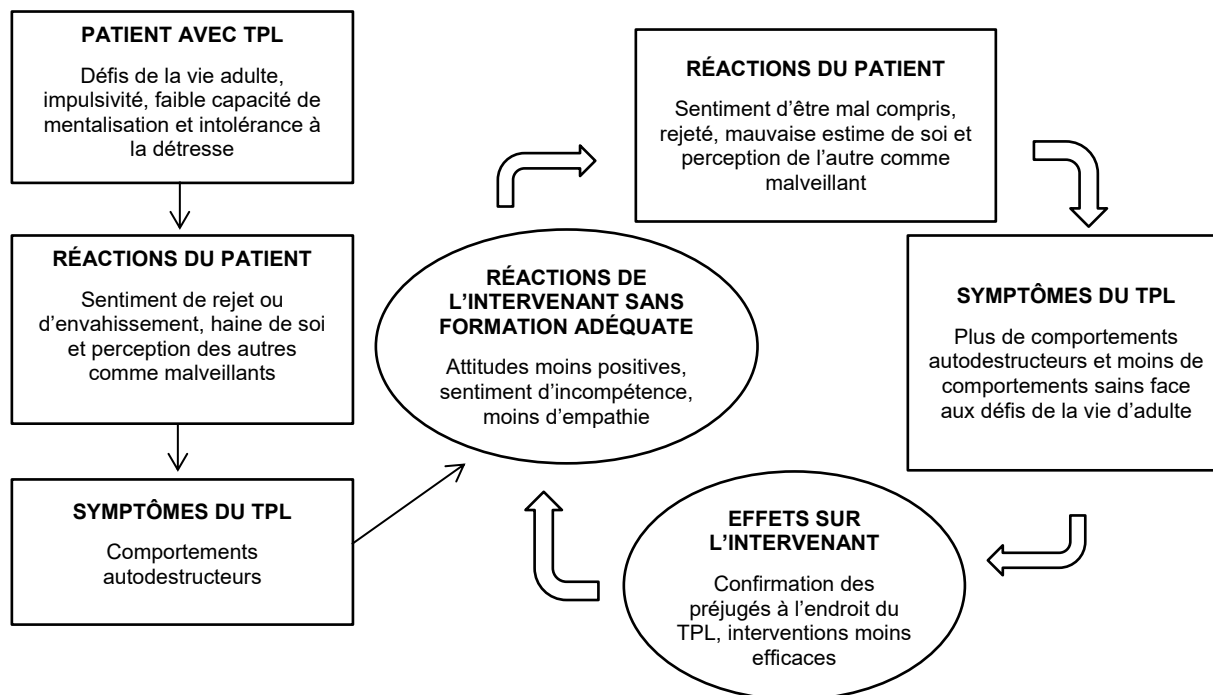 PATIENT AVEC TPL
Défis de la vie adulte,
impulsivité, faible capacité de
mentalisation et intolérance à
la détresse
RÉACTIONS DU PATIENT
Sentiment de rejet ou
d’envahissement, haine de soi
et perception des autres
comme malveillants
SYMPTÔMES DU TPL
Comportements
autodestructeurs
RÉACTIONS DE
L’INTERVENANT SANS
FORMATION ADÉQUATE
Attitudes moins positives,
sentiment d’incompétence,
moins d’empathie
RÉACTIONS DU PATIENT
Sentiment d’être mal compris,
rejeté, mauvaise estime de soi et
perception de l’autre comme
malveillant
SYMPTÔMES DU TPL
Plus de comportements
autodestructeurs et moins de
comportements sains face
aux défis de la vie d’adulte
EFFETS SUR
L’INTERVENANT
Confirmation des
préjugés à l’endroit du
TPL, interventions moins
efficaces